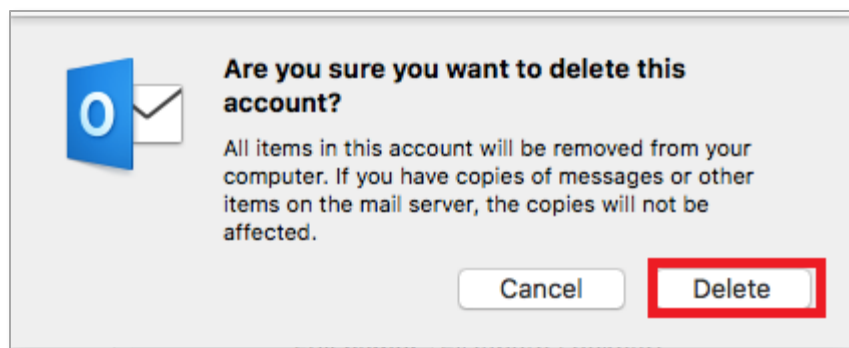 Are you sure you want to delete this
account?
All items in this account will be removed from your
computer. If you have copies of messages or other
items on the mail server, the copies will not be
affected.
Cancel Delete